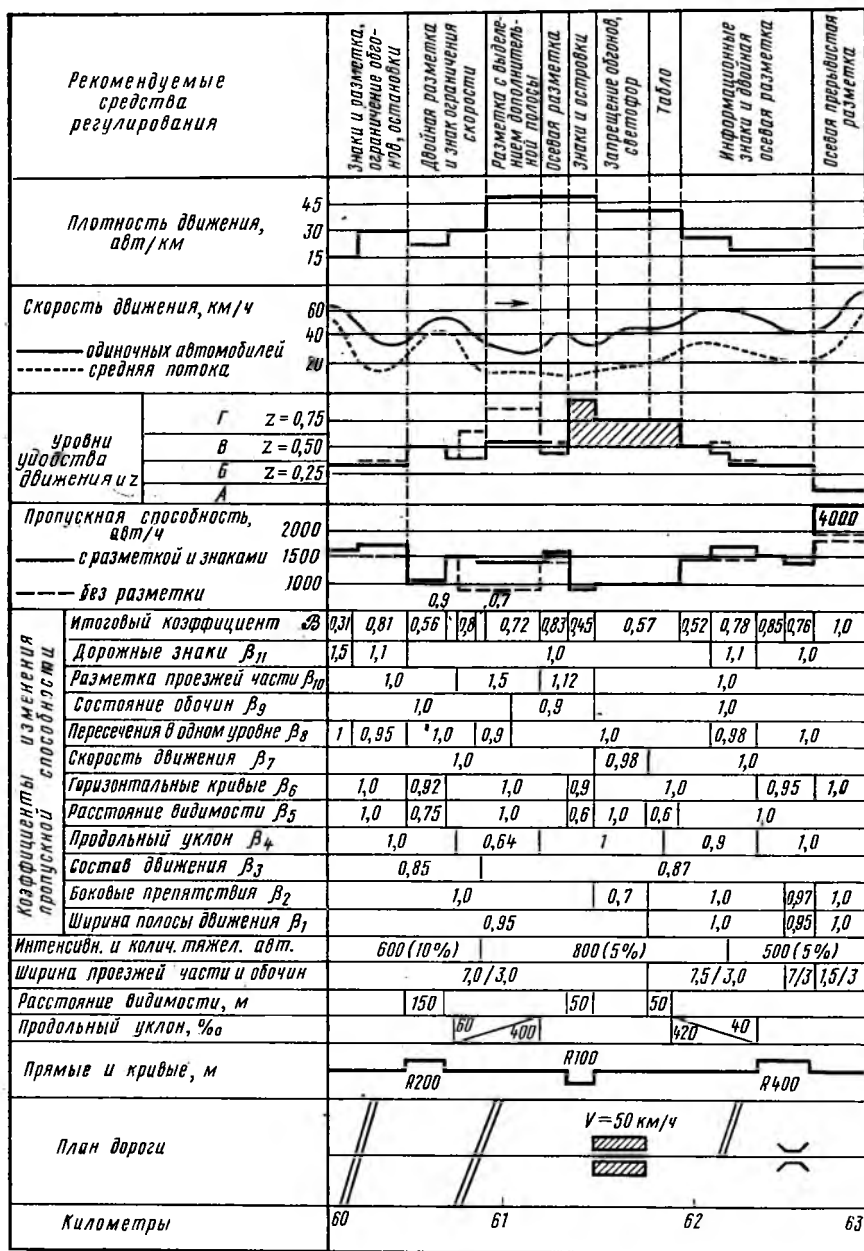 Рекомендуемые
средства
регулирования
Знаки и разметка,
ограничение обго-
нов, остановки
Двойная разметка
и знак ограничения
скорости
Разметка с выделе-
нием дополнитель-
ной полосы
Осевая разметка
Знаки и островки
Запрещение обгонов,
светофор
Табло
Информационные
знаки и двойная
осевая разметка
Осевая прерывистая
разметка
Плотность движения,
авт/км
45
30
15
Скорость движения, км/ч
одиночных автомобилей
средняя потока
60
40
20
Уровни
удобства
движения и z
Г z=0,75
В z=0,50
Б z=0,25
А
Пропускная способность,
авт/ч
с разметкой и знаками
без разметки
2000
1500
1000
4000
Коэффициенты изменения
пропускной способности
0,9 0,7
Итоговый коэффициент B 0,31 0,81 0,56 0,8 0,72 0,83 0,45 0,57 0,52 0,78 0,85 0,76 1,0
Дорожные знаки β11 1,5 1,1 1,0 1,1 1,0
Разметка проезжей части β10 1,0 1,5 1,12 1,0
Состояние обочин β9 1,0 0,9 1,0
Пересечения в одном уровне β8 1 0,95 1,0 0,9 1,0 0,98 1,0
Скорость движения β7 1,0 0,98 1,0
Горизонтальные кривые β6 1,0 0,92 1,0 0,9 1,0 0,95 1,0
Расстояние видимости β5 1,0 0,75 1,0 0,6 1,0 0,6 1,0
Продольный уклон β4 1,0 0,64 1 0,9 1,0
Состав движения β3 0,85 0,87
Боковые препятствия β2 1,0 0,7 1,0 0,97 1,0
Ширина полосы движения β1 0,95 1,0 0,95 1,0
Интенсивн. и колич. тяжел. авт. 600 (10%) 800 (5%) 500 (5%)
Ширина проезжей части и обочин 7,0/3,0 7,5/3,0 7/3 7,5/3
Расстояние видимости, м 150 50 50
Продольный уклон, ‰ 60 400 420 40
Прямые и кривые, м R200 R100 R400
План дороги V=50 км/ч
Километры 60 61 62 63